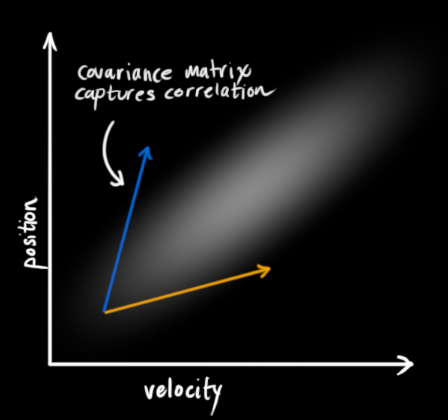 covariance matrix
captures correlation
position
velocity